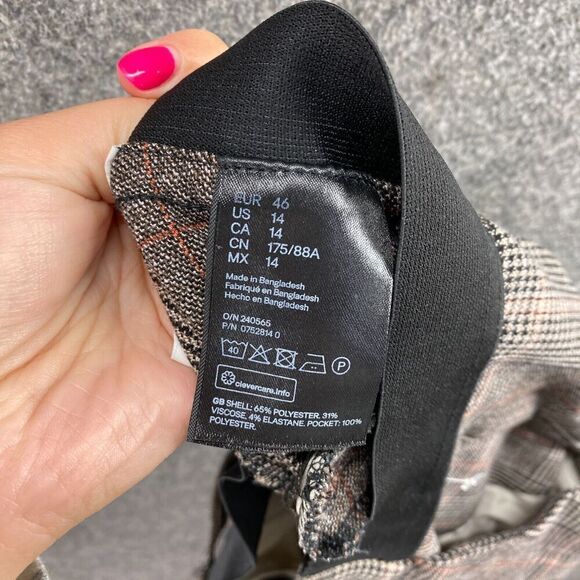 EUR 46
US 14
CA 14
CN 175/88A
MX 14
Made in Bangladesh
Fabriqué en Bangladesh
Hecho en Bangladesh
O/N 240565
P/N 0752814 0
40 P
clevercare.info
GB SHELL: 65% POLYESTER. 31%
VISCOSE. 4% ELASTANE. POCKET: 100%
POLYESTER.